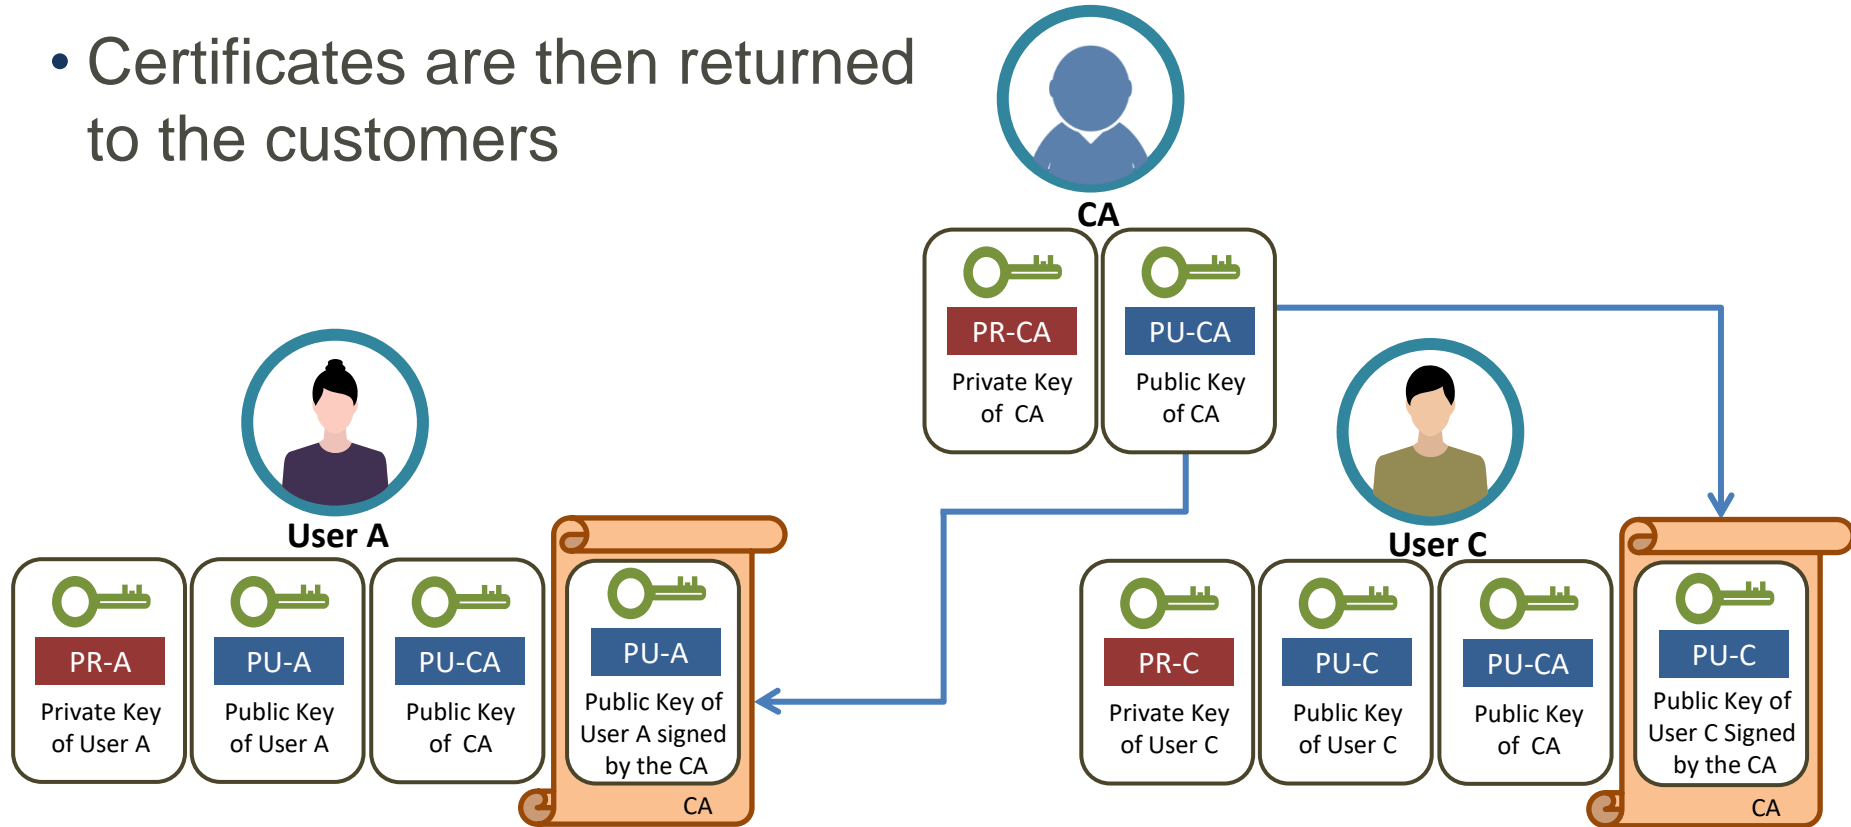 • Certificates are then returned
to the customers
CA
PR-CA
Private Key
of CA
PU-CA
Public Key
of CA
User A
PR-A
Private Key
of User A
PU-A
Public Key
of User A
PU-CA
Public Key
of CA
PU-A
Public Key of
User A signed
by the CA
CA
User C
PR-C
Private Key
of User C
PU-C
Public Key
of User C
PU-CA
Public Key
of CA
PU-C
Public Key of
User C Signed
by the CA
CA